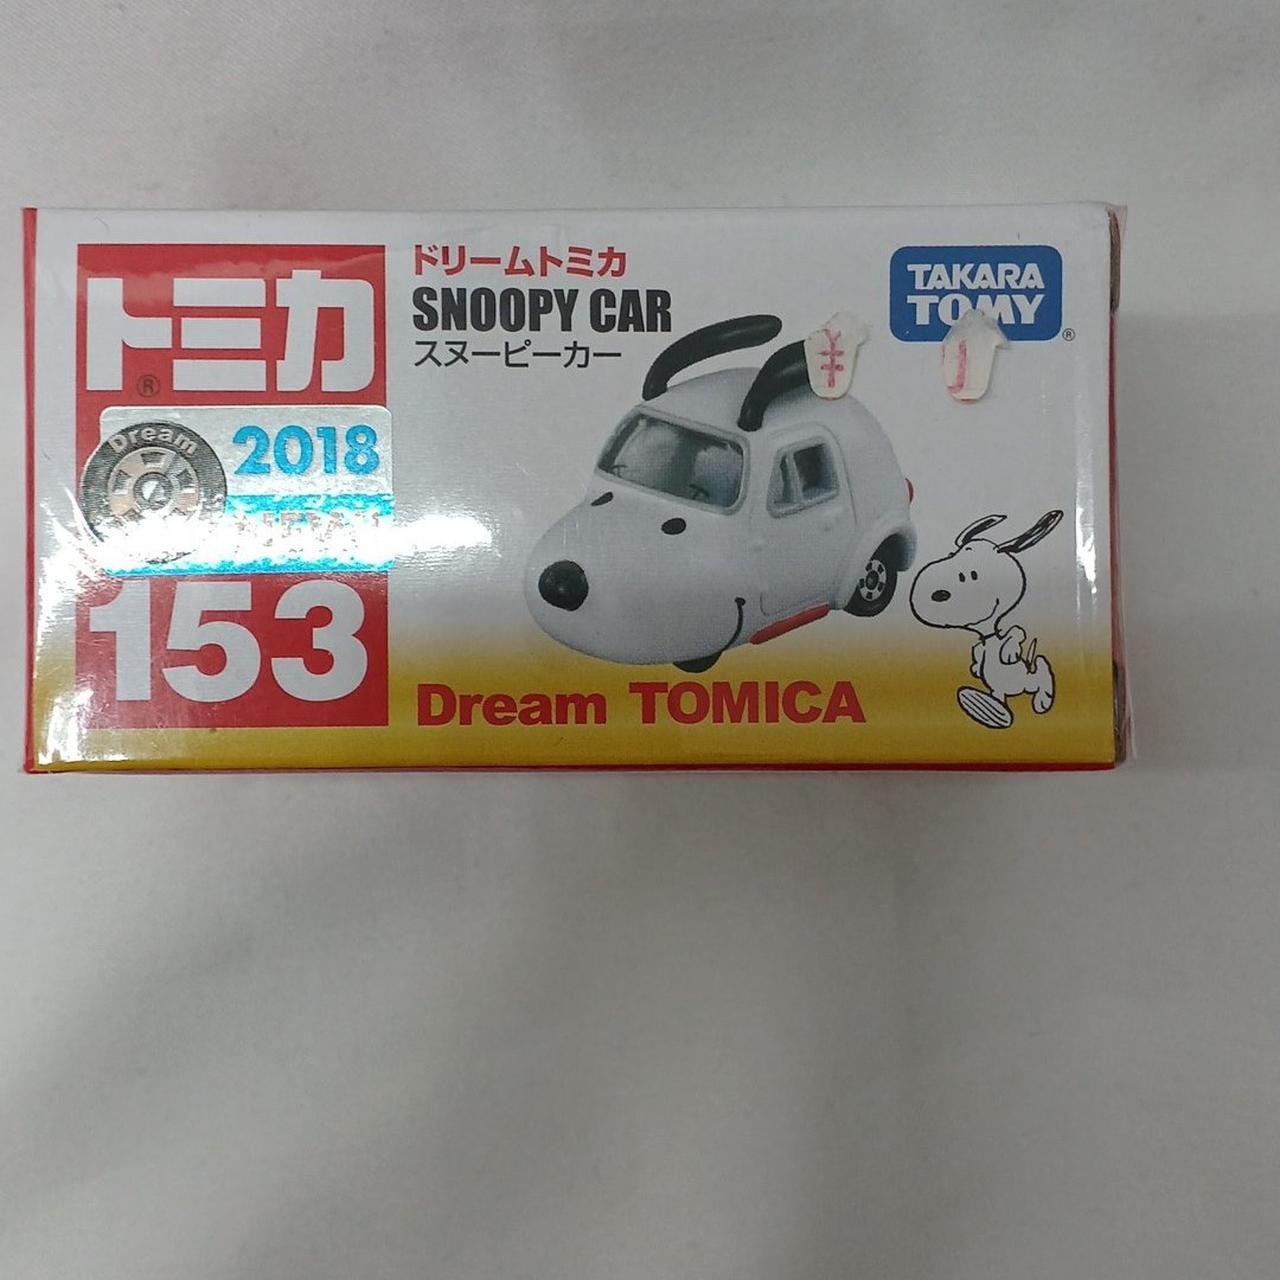 トミカ
®
Dream
2018
153
ドリームトミカ
SNOOPY CAR
スヌーピーカー
Dream TOMICA
TAKARA
TOMY
®
¥